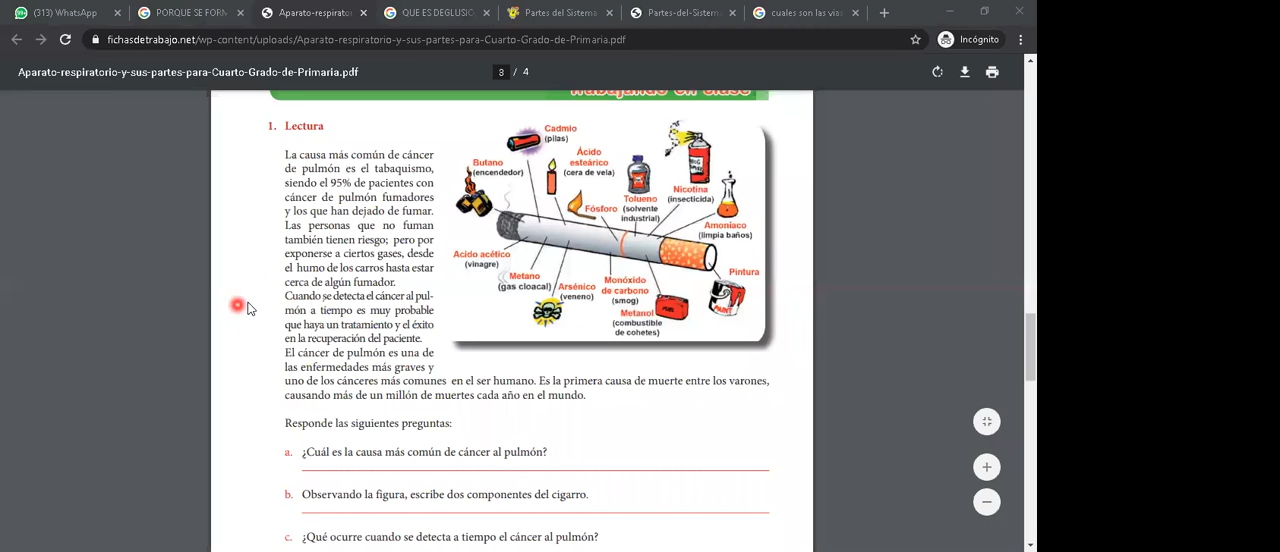 (313) WhatsApp
PORQUE SE FORM
Aparato-respirato
QUE ES DEGLUSIC
Partes del Sistema
Partes-del-Sistem
cuales son las vias
fichasdetrabajo.net/wp-content/uploads/Aparato-respiratorio-y-sus-partes-para-Cuarto-Grado-de-Primaria.pdf
Incógnito
Aparato-respiratorio-y-sus-partes-para-Cuarto-Grado-de-Primaria.pdf
3 / 4
Trabajando en clase
1. Lectura
La causa más común de cáncer
de pulmón es el tabaquismo,
siendo el 95% de pacientes con
cáncer de pulmón fumadores
y los que han dejado de fumar.
Las personas que no fuman
también tienen riesgo; pero por
exponerse a ciertos gases, desde
el humo de los carros hasta estar
cerca de algún fumador.
Cuando se detecta el cáncer al pul-
món a tiempo es muy probable
que haya un tratamiento y el éxito
en la recuperación del paciente.
El cáncer de pulmón es una de
las enfermedades más graves y
uno de los cánceres más comunes en el ser humano. Es la primera causa de muerte entre los varones,
causando más de un millón de muertes cada año en el mundo.
Cadmio
(pilas)
Butano
(encendedor)
Ácido
esteárico
(cera de vela)
Fósforo
Tolueno
(solvente
industrial)
Nicotina
(insecticida)
Amoniaco
(limpia baños)
Pintura
PAINT
Acido acético
(vinagre)
Metano
(gas cloacal)
Arsénico
(veneno)
Monóxido
de carbono
(smog)
Metanol
(combustible
de cohetes)
Responde las siguientes preguntas:
a. ¿Cuál es la causa más común de cáncer al pulmón?
b. Observando la figura, escribe dos componentes del cigarro.
c. ¿Qué ocurre cuando se detecta a tiempo el cáncer al pulmón?